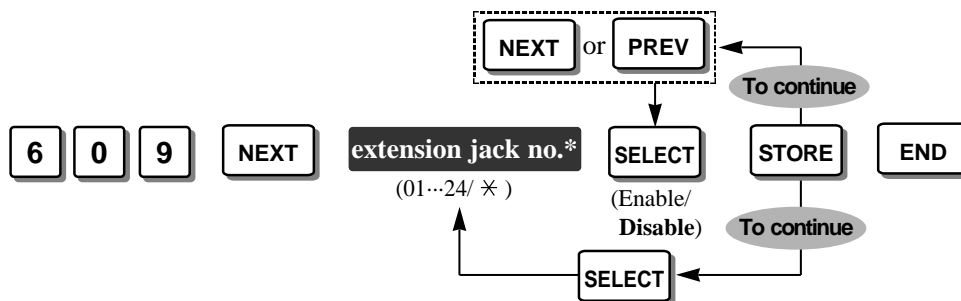 NEXT or PREV
To continue
6 0 9 NEXT extension jack no.* SELECT STORE END
(01···24/ ✳ )
(Enable/
Disable)
To continue
SELECT